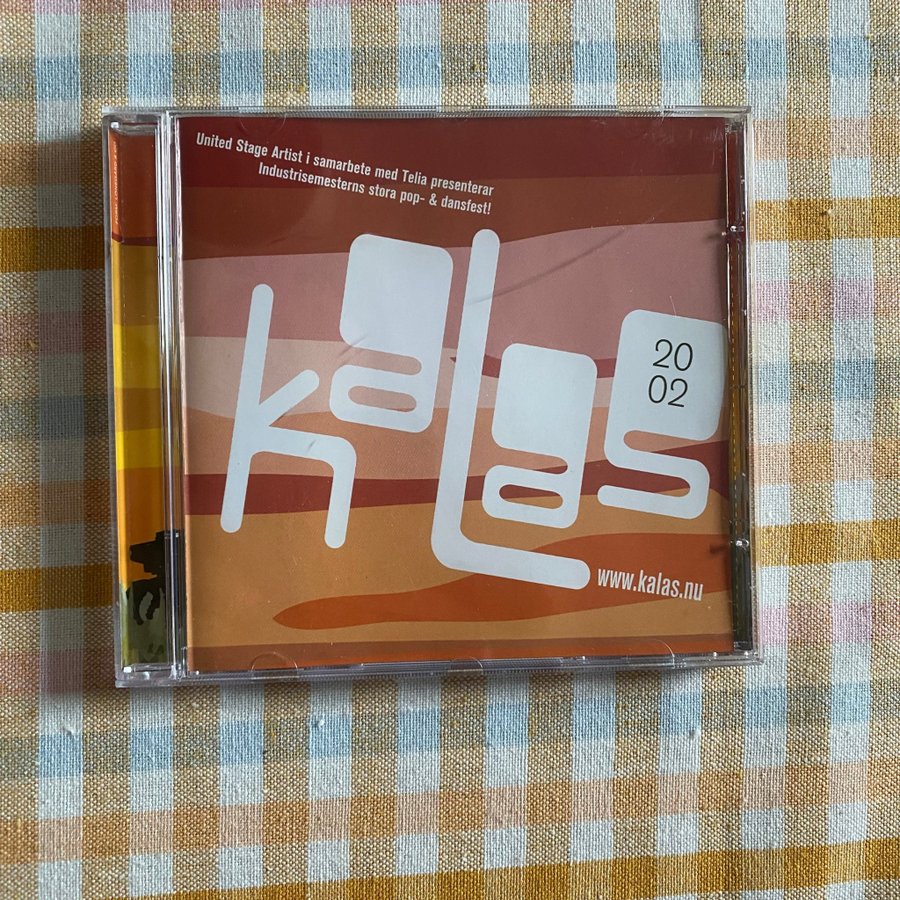 United Stage Artist i samarbete med Telia presenterar
Industrisemesterns stora pop- & dansfest!
kalas
20
02
www.kalas.nu